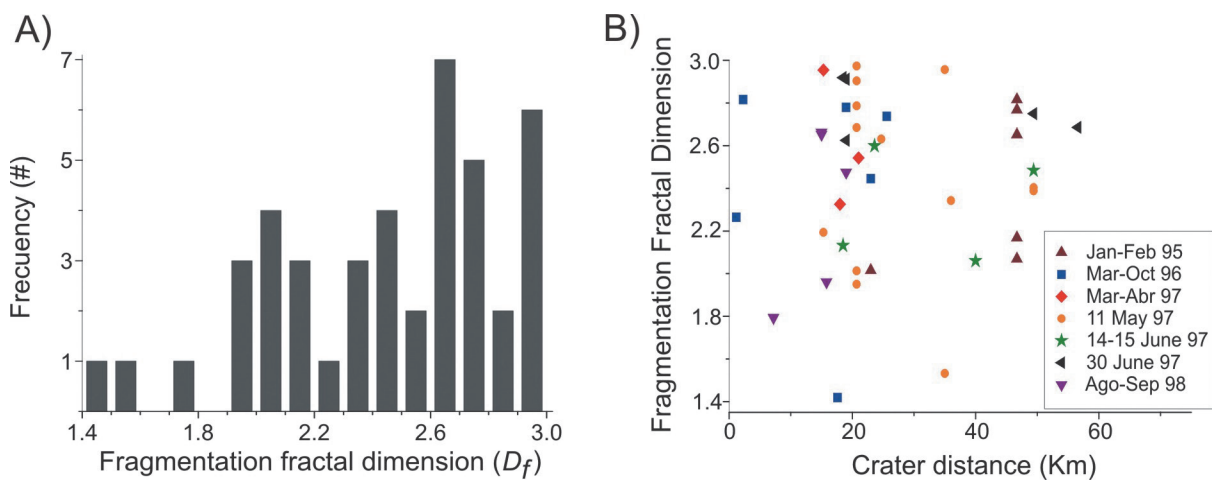 A)
Frecuency (#)
7
5
3
1
1.4 1.8 2.2 2.6 3.0
Fragmentation fractal dimension (Df)
B)
Fragmentation Fractal Dimension
3.0
2.6
2.2
1.8
1.4
0 20 40 60
Crater distance (Km)
Jan-Feb 95
Mar-Oct 96
Mar-Abr 97
11 May 97
14-15 June 97
30 June 97
Ago-Sep 98